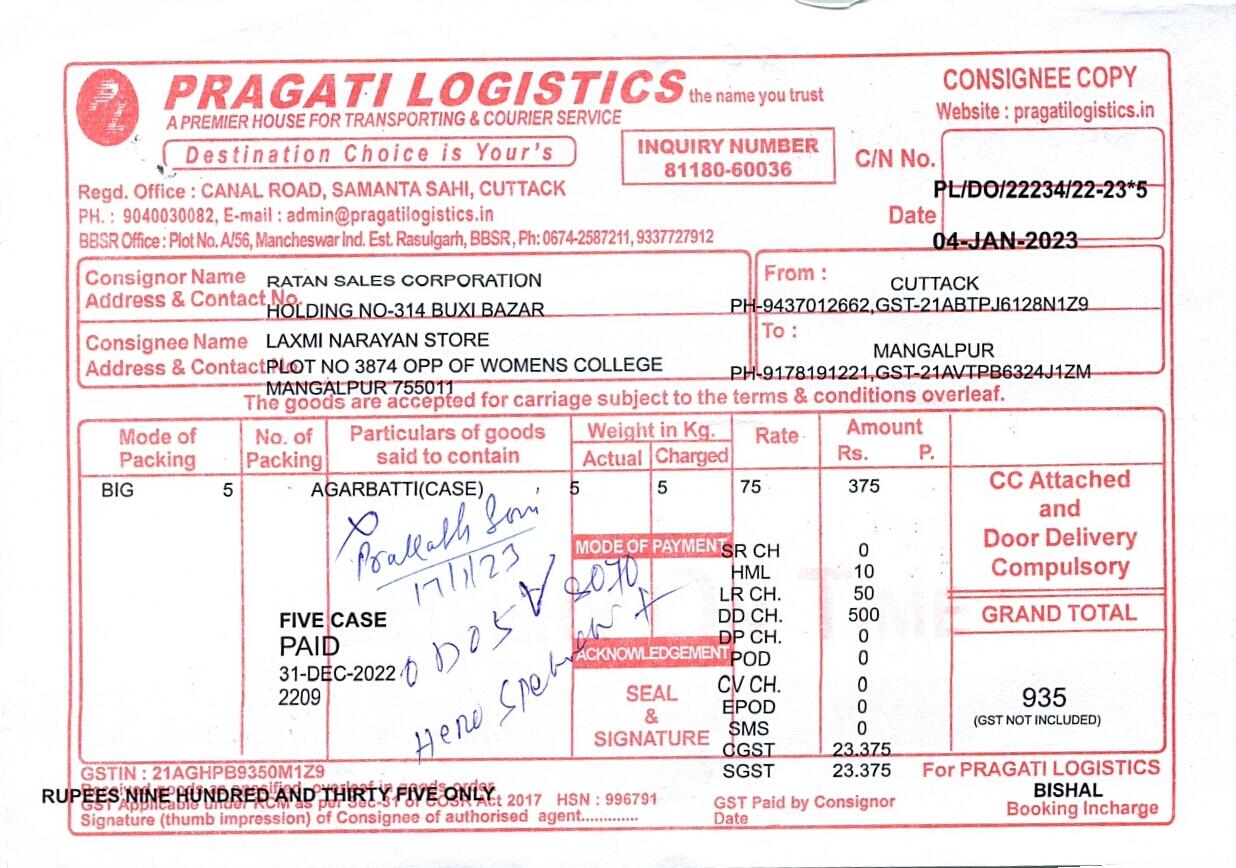 PRAGATI LOGISTICS the name you trust
A PREMIER HOUSE FOR TRANSPORTING & COURIER SERVICE
Destination Choice is Your's
INQUIRY NUMBER
81180-60036
CONSIGNEE COPY
Website : pragatilogistics.in
C/N No.
PL/DO/22234/22-23*5
Date
04-JAN-2023
Regd. Office : CANAL ROAD, SAMANTA SAHI, CUTTACK
PH. : 9040030082, E-mail : admin@pragatilogistics.in
BBSR Office : Plot No. A/56, Mancheswar Ind. Est. Rasulgarh, BBSR, Ph: 0674-2587211, 9337727912
Consignor Name RATAN SALES CORPORATION
Address & Contact No. HOLDING NO-314 BUXI BAZAR
From : CUTTACK
PH-9437012662,GST-21ABTPJ6128N1Z9
Consignee Name LAXMI NARAYAN STORE
Address & Contact No PLOT NO 3874 OPP OF WOMENS COLLEGE
MANGALPUR 755011
To : MANGALPUR
PH-9178191221,GST-21AVTPB6324J1ZM
The goods are accepted for carriage subject to the terms & conditions overleaf.
Mode of Packing No. of Packing Particulars of goods said to contain Weight in Kg. Actual Charged Rate Amount Rs. P.
BIG 5 AGARBATTI(CASE) 5 5 75 375
CC Attached
and
Door Delivery
Compulsory
GRAND TOTAL
935
(GST NOT INCLUDED)
17/1/23
FIVE CASE
PAID
31-DEC-2022
2209
MODE OF PAYMENT
ACKNOWLEDGEMENT
SEAL
&
SIGNATURE
SR CH 0
HML 10
LR CH. 50
DD CH. 500
DP CH. 0
POD 0
CV CH. 0
EPOD 0
SMS 0
CGST 23.375
SGST 23.375
GSTIN : 21AGHPB9350M1Z9
Received goods as specified overleaf in goods order
RUPEES NINE HUNDRED AND THIRTY FIVE ONLY
GST Applicable under RCM as per Sec-31 of COSR Act 2017 HSN : 996791
Signature (thumb impression) of Consignee of authorised agent.............
GST Paid by Consignor
Date
For PRAGATI LOGISTICS
BISHAL
Booking Incharge